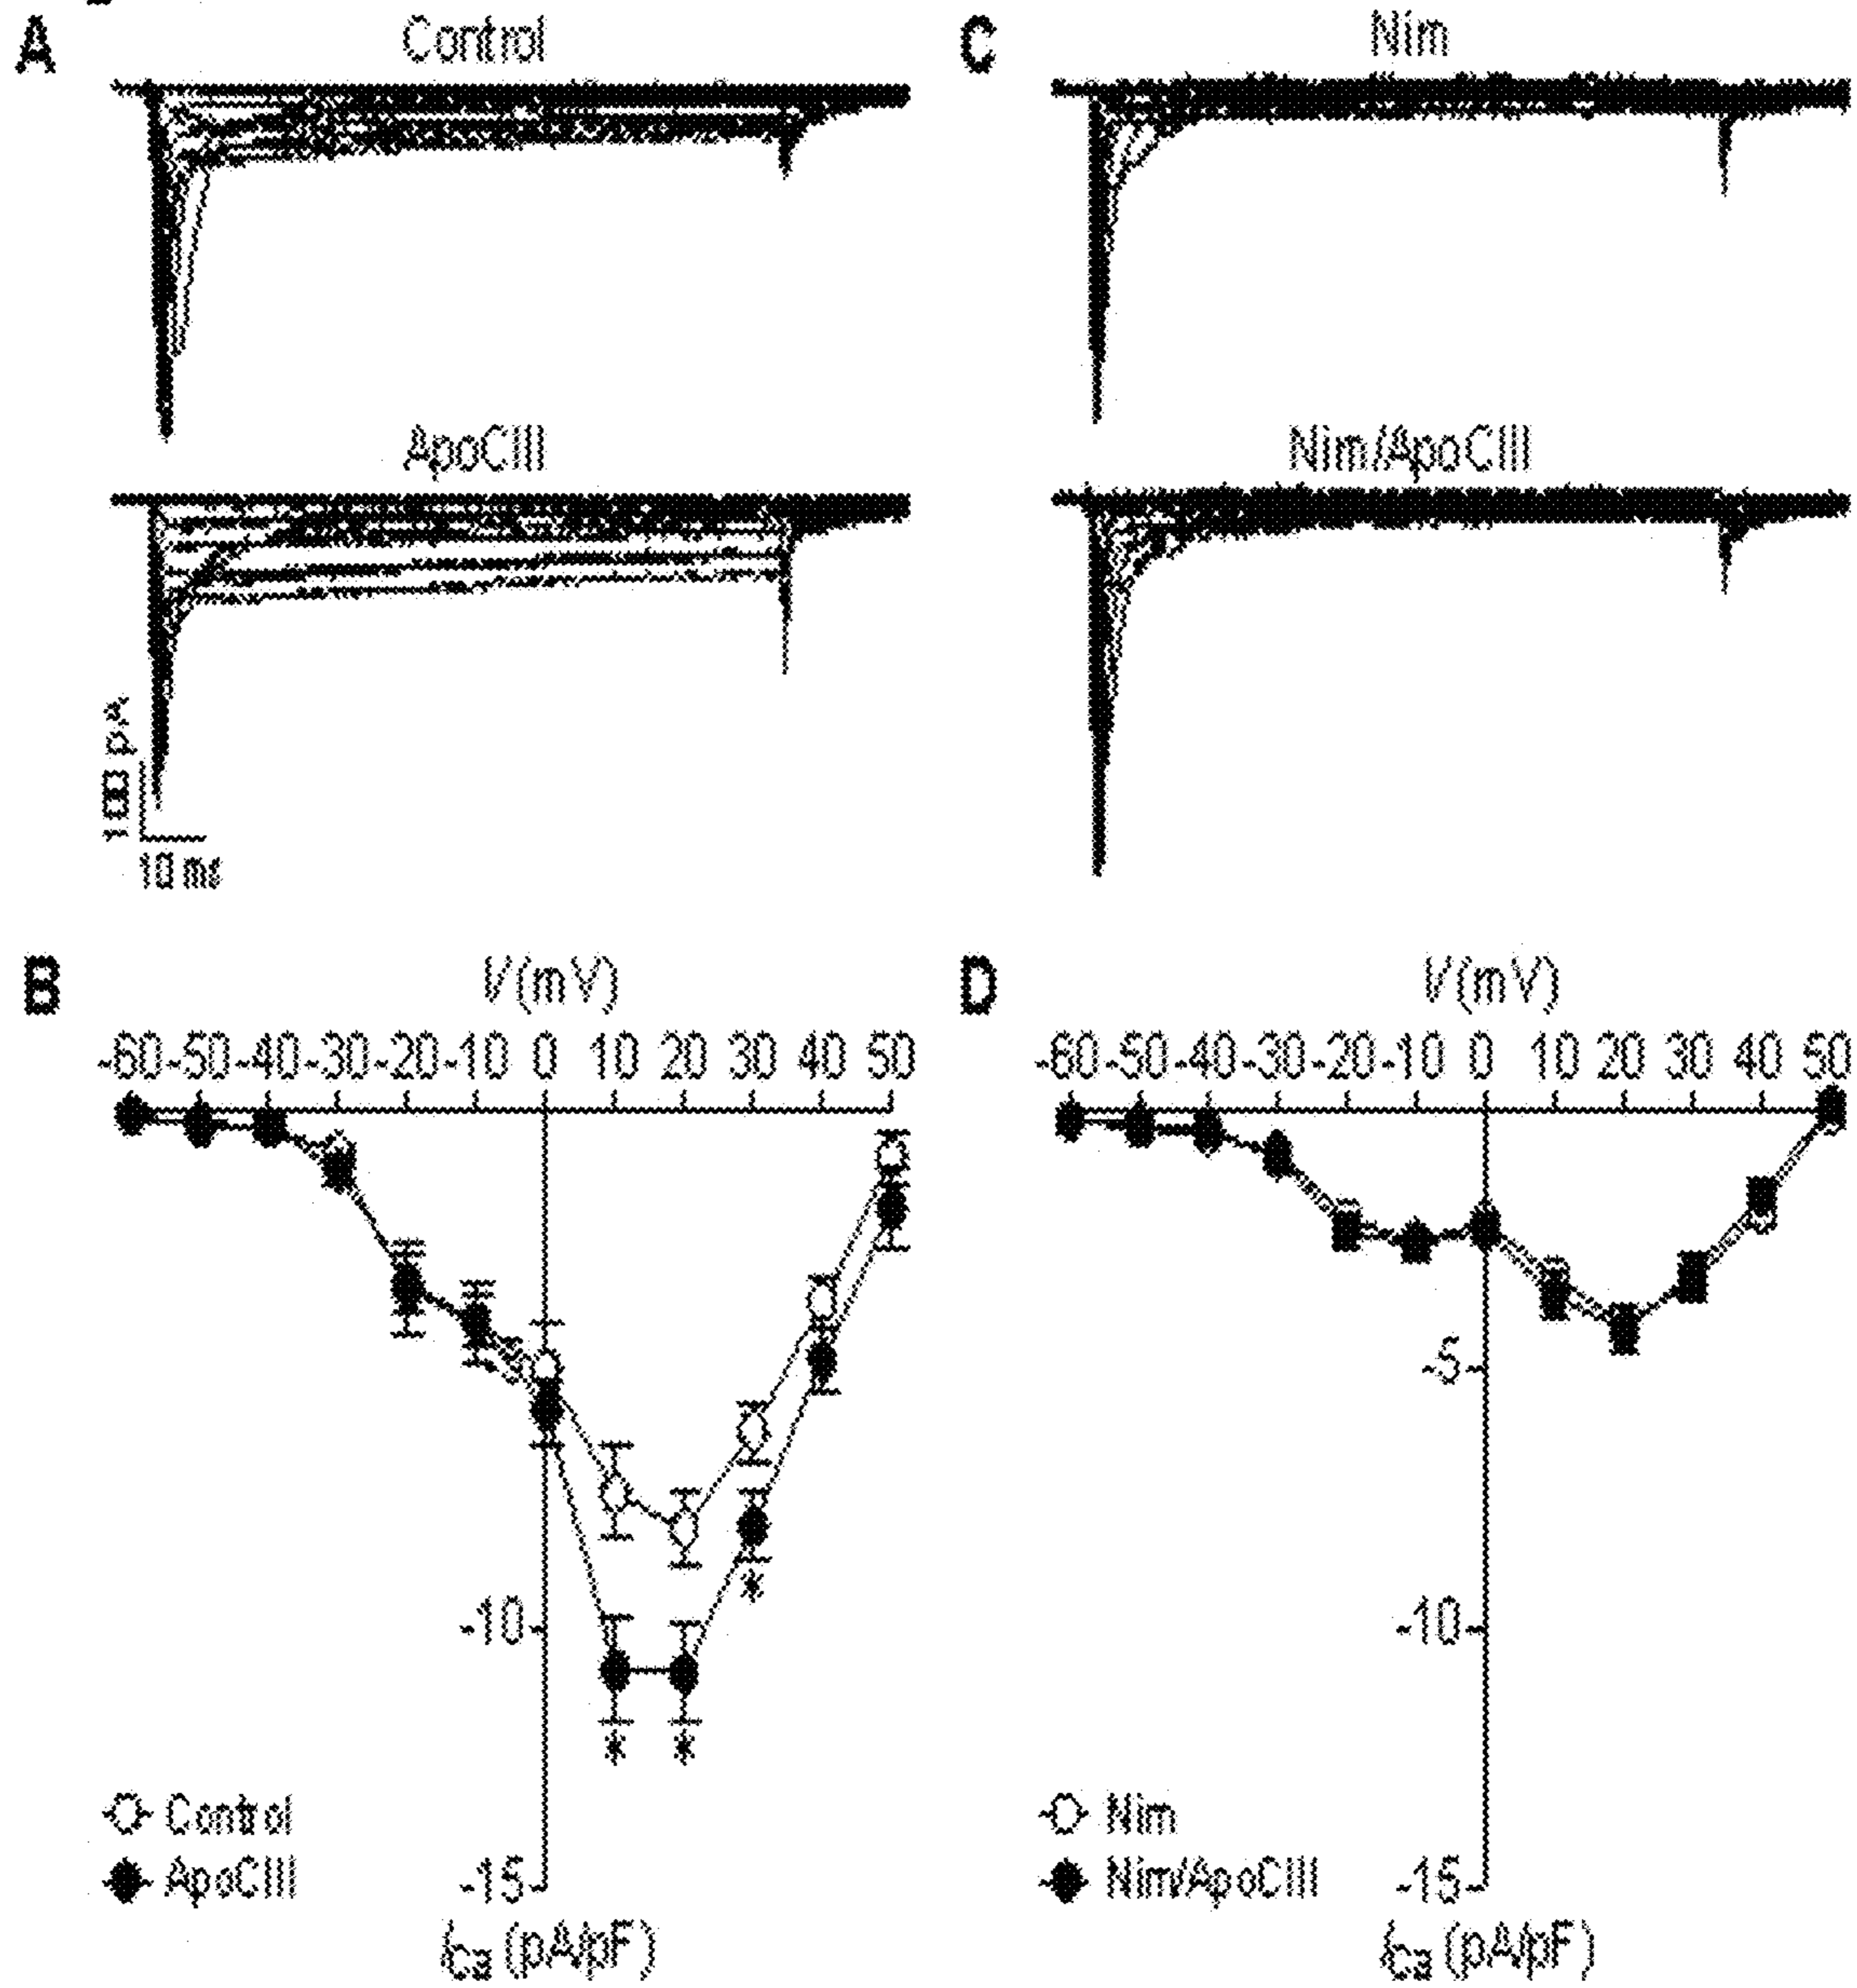 A
Control
ApoCIII
100 pA
10 ms
C
Nim
Nim/ApoCIII
B
V (mV)
-60 -50 -40 -30 -20 -10 0 10 20 30 40 50
*
-10
* *
Control
ApoCIII
-15
ICa (pA/pF)
D
V (mV)
-60 -50 -40 -30 -20 -10 0 10 20 30 40 50
-5
-10
Nim
Nim/ApoCIII
-15
ICa (pA/pF)